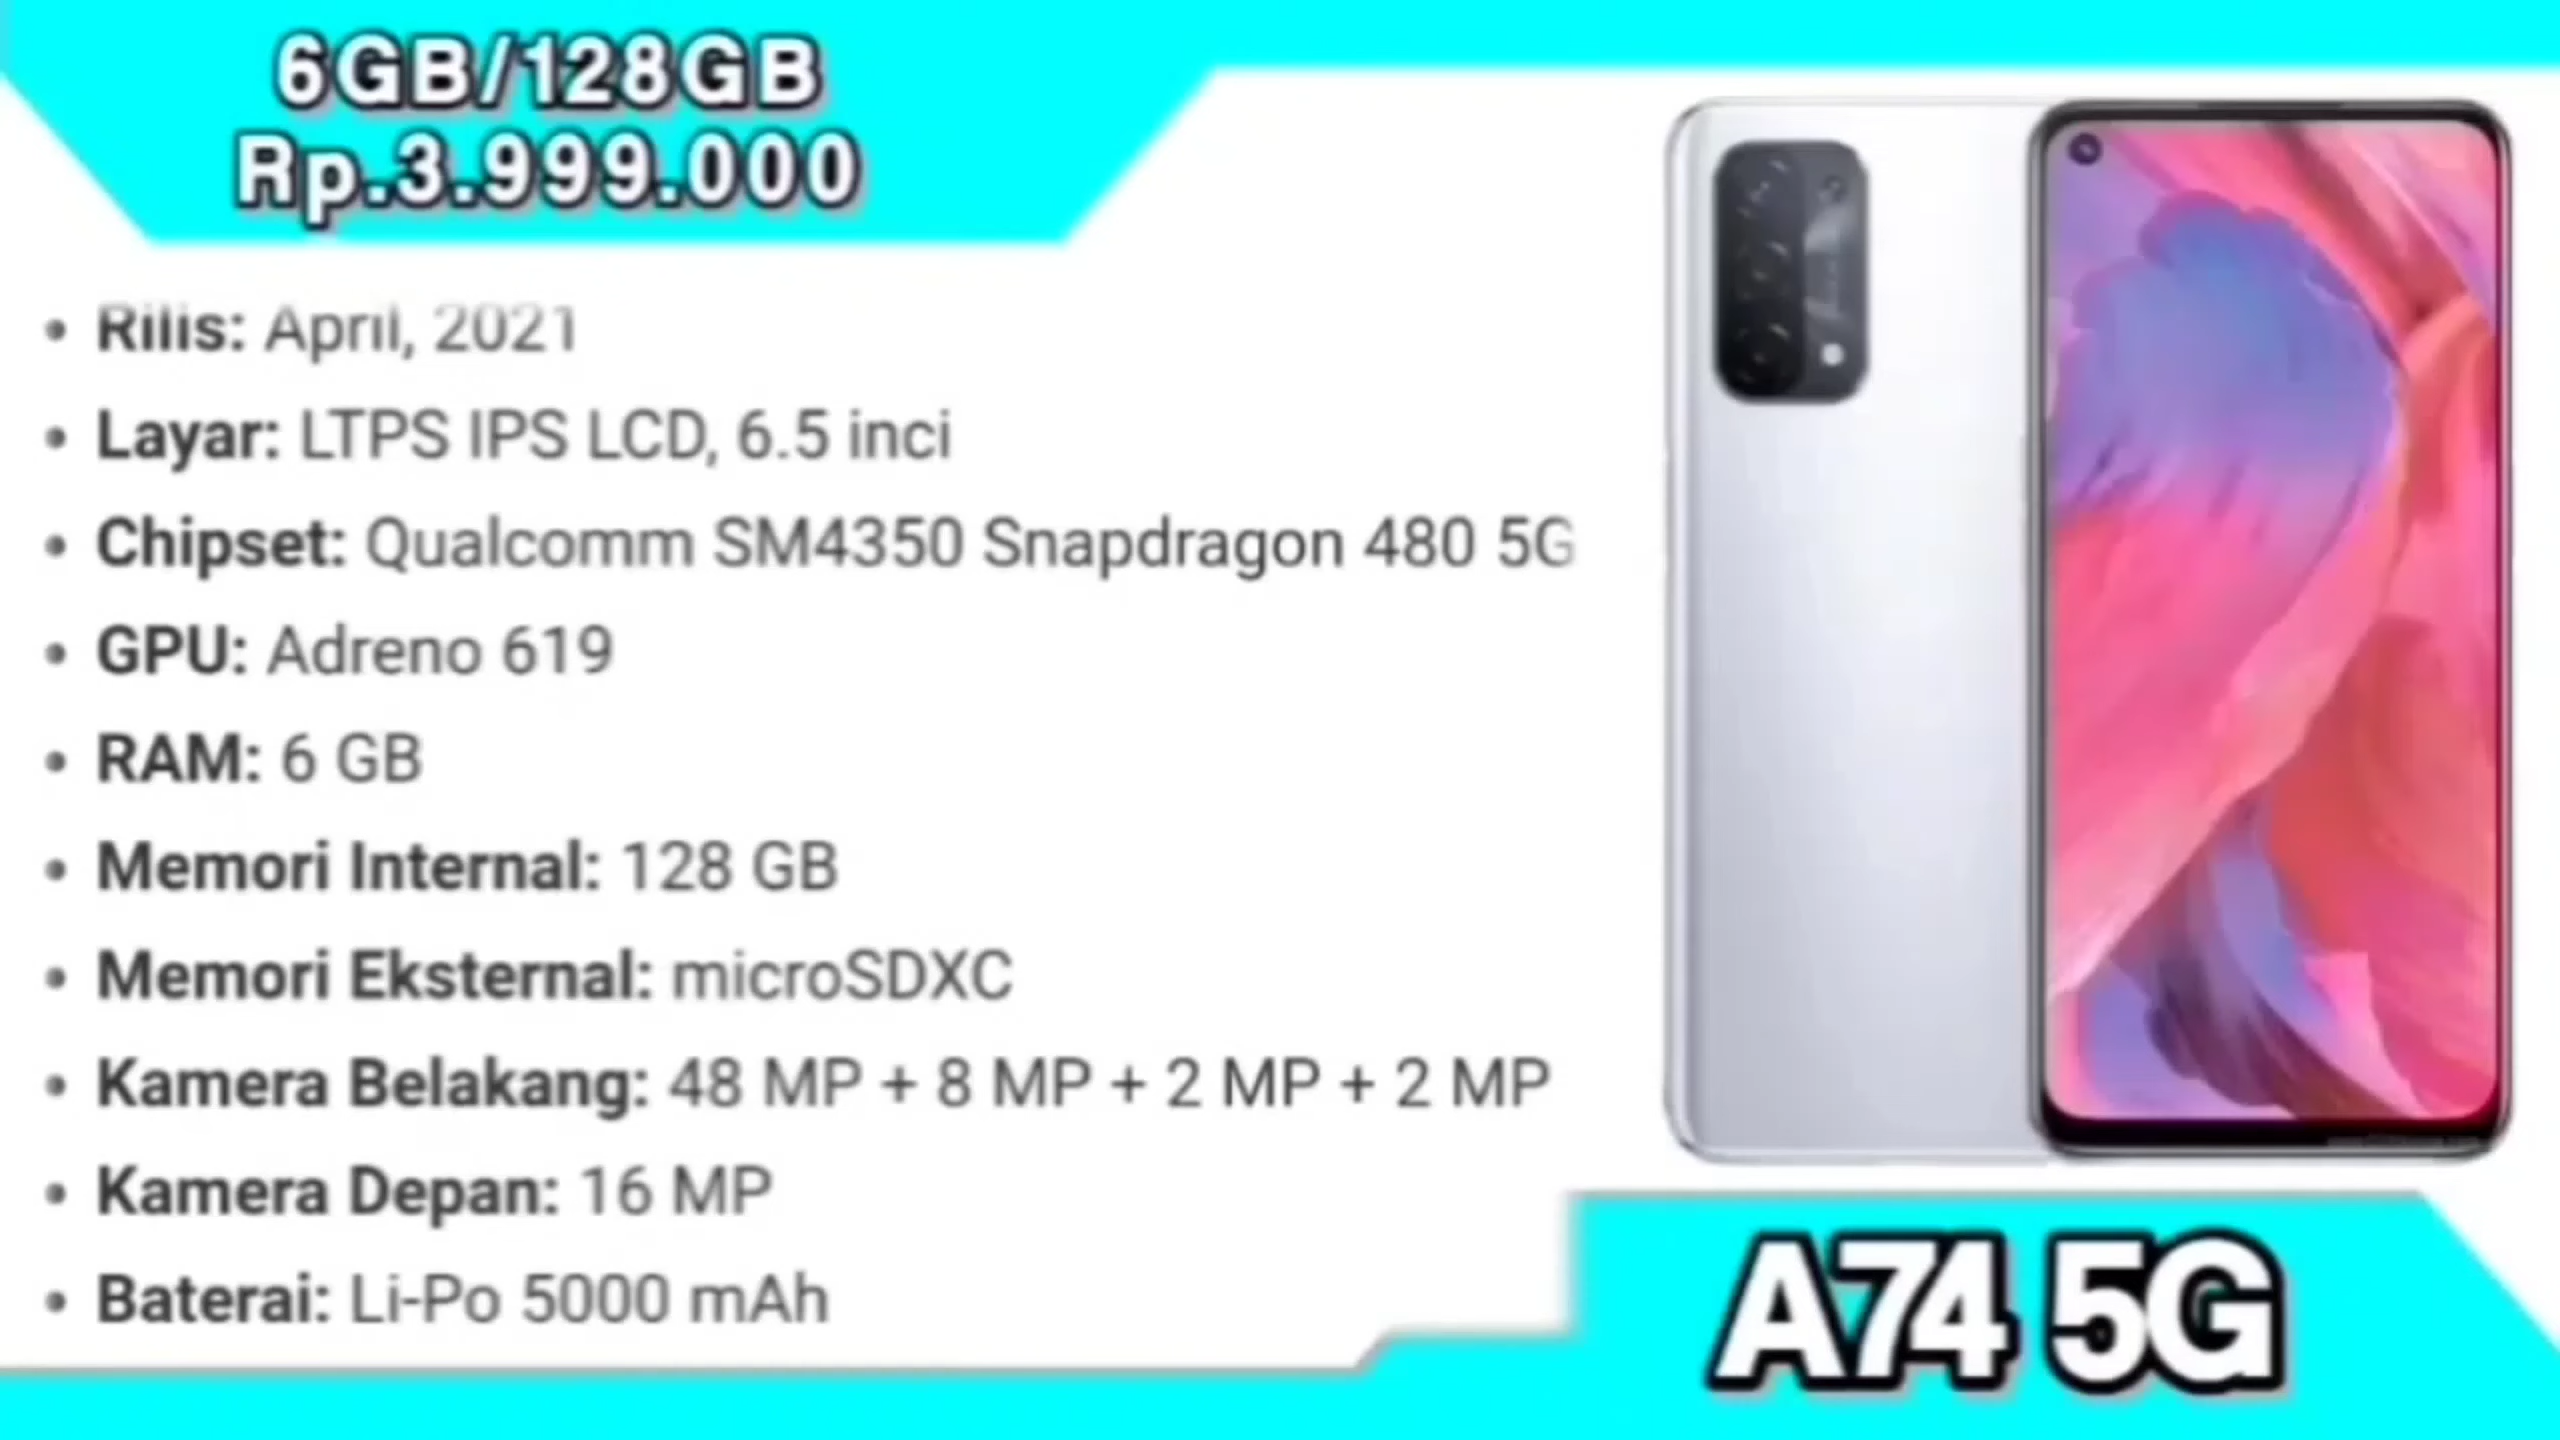 6GB/128GB
Rp.3.999.000
• Rilis: April, 2021
• Layar: LTPS IPS LCD, 6.5 inci
• Chipset: Qualcomm SM4350 Snapdragon 480 5G
• GPU: Adreno 619
• RAM: 6 GB
• Memori Internal: 128 GB
• Memori Eksternal: microSDXC
• Kamera Belakang: 48 MP + 8 MP + 2 MP + 2 MP
• Kamera Depan: 16 MP
• Baterai: Li-Po 5000 mAh
A74 5G